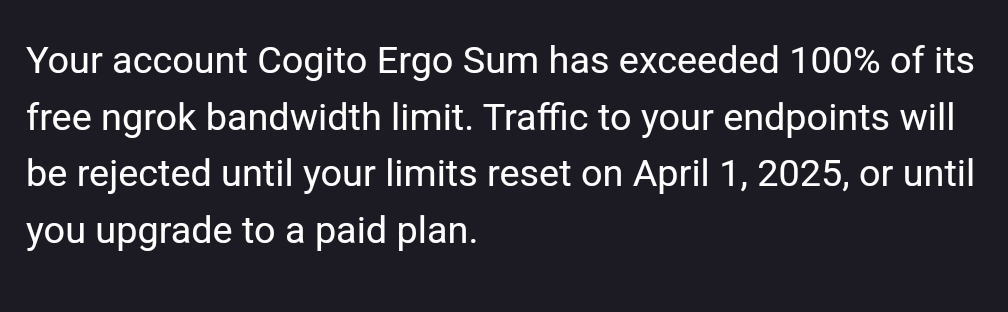 Your account Cogito Ergo Sum has exceeded 100% of its
free ngrok bandwidth limit. Traffic to your endpoints will
be rejected until your limits reset on April 1, 2025, or until
you upgrade to a paid plan.